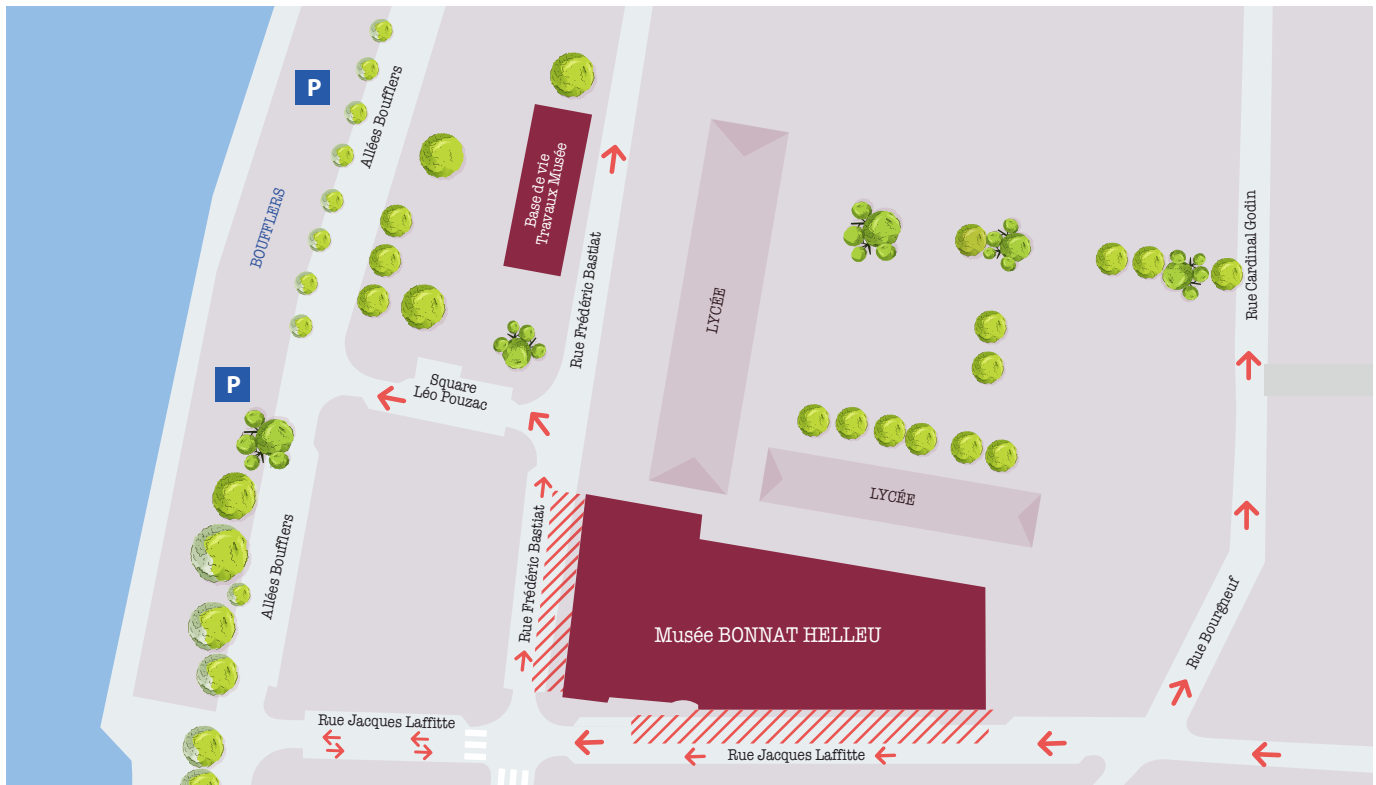 P
Allées Boufflers
BOUFFLERS
Base de vie
Travaux Musée
Rue Frédéric Bastiat
LYCÉE
Rue Cardinal Godin
P
Square
Léo Pouzac
LYCÉE
Allées Boufflers
Rue Frédéric Bastiat
Musée BONNAT HELLEU
Rue Bourgneuf
Rue Jacques Laffitte
Rue Jacques Laffitte